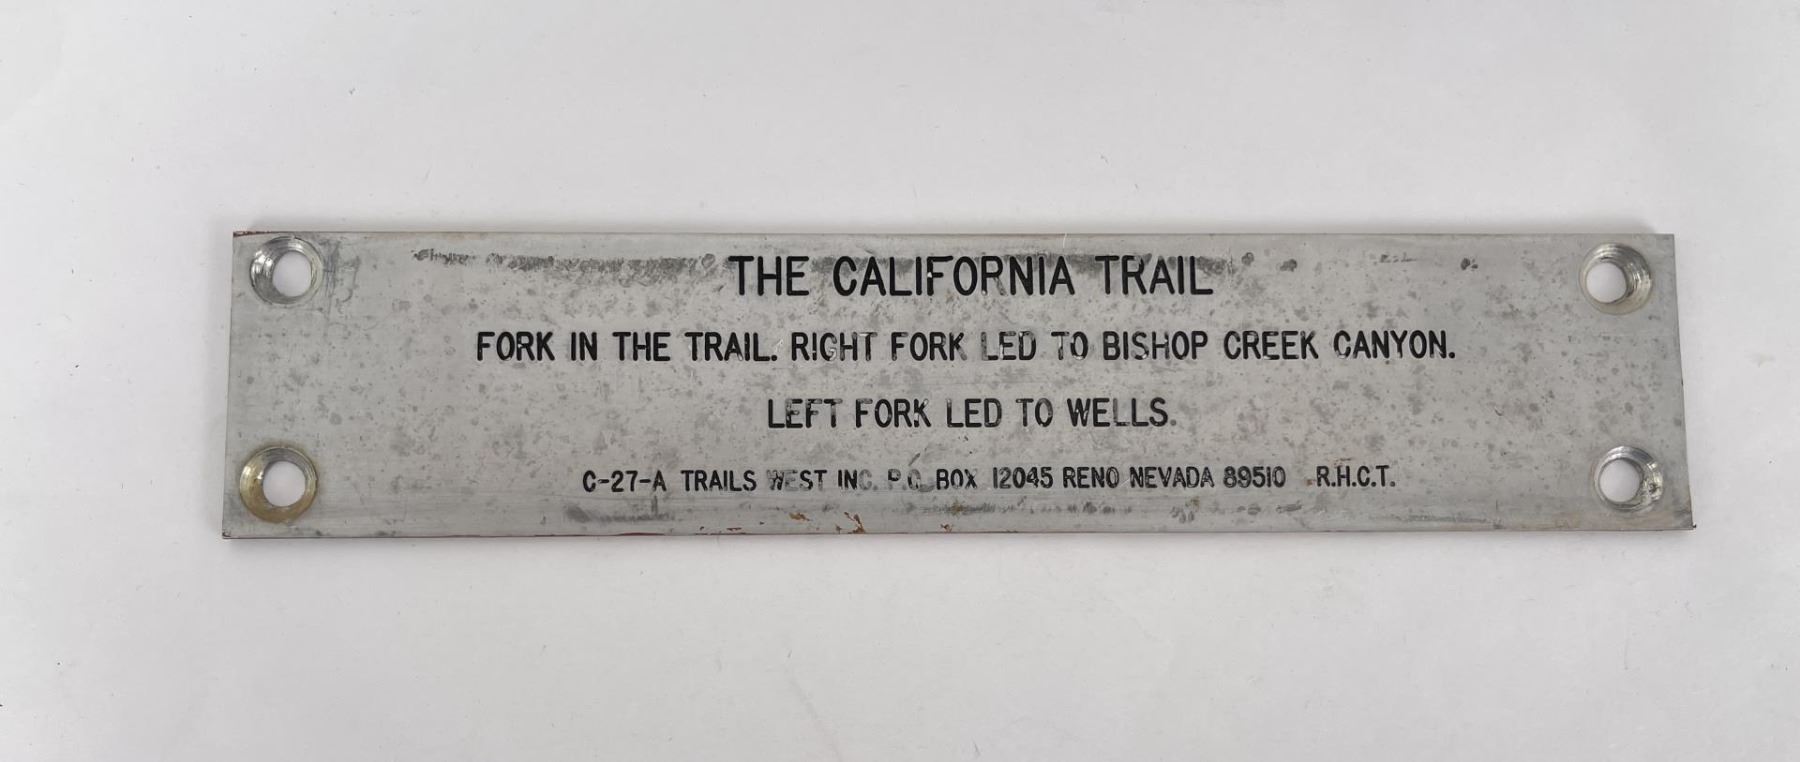 THE CALIFORNIA TRAIL
FORK IN THE TRAIL. RIGHT FORK LED TO BISHOP CREEK CANYON.
LEFT FORK LED TO WELLS.
C-27-A TRAILS WEST INC. P.O. BOX 12045 RENO NEVADA 89510 R.H.C.T.